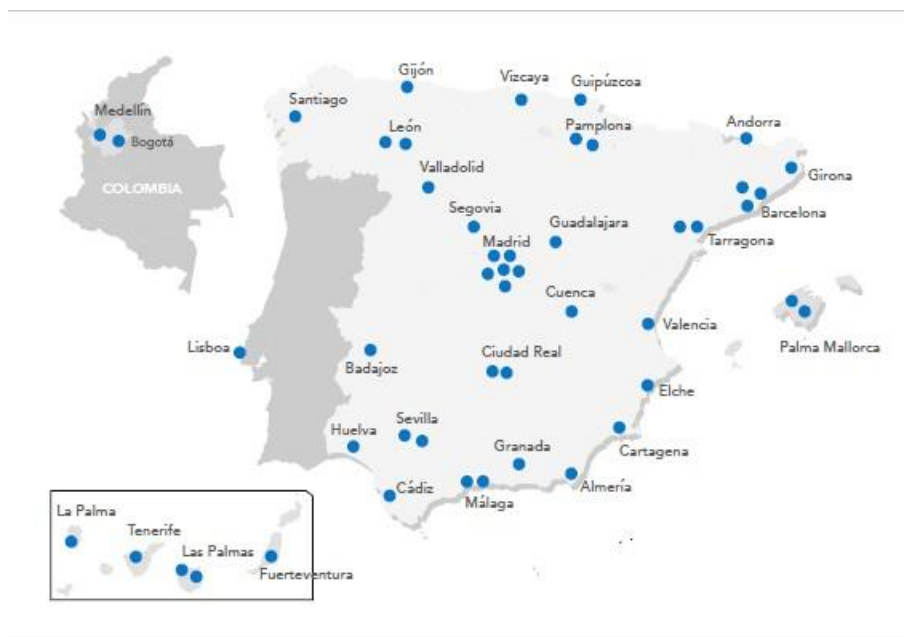 Gijón
Vizcaya
Guipúzcoa
Santiago
Medellín
Bogotá
León
Pamplona
Andorra
Valladolid
Girona
COLOMBIA
Segovia
Guadalajara
Barcelona
Madrid
Tarragona
Cuenca
Valencia
Lisboa
Badajoz
Ciudad Real
Palma Mallorca
Elche
Huelva
Sevilla
Granada
Cartagena
Cádiz
Málaga
Almería
La Palma
Tenerife
Las Palmas
Fuerteventura